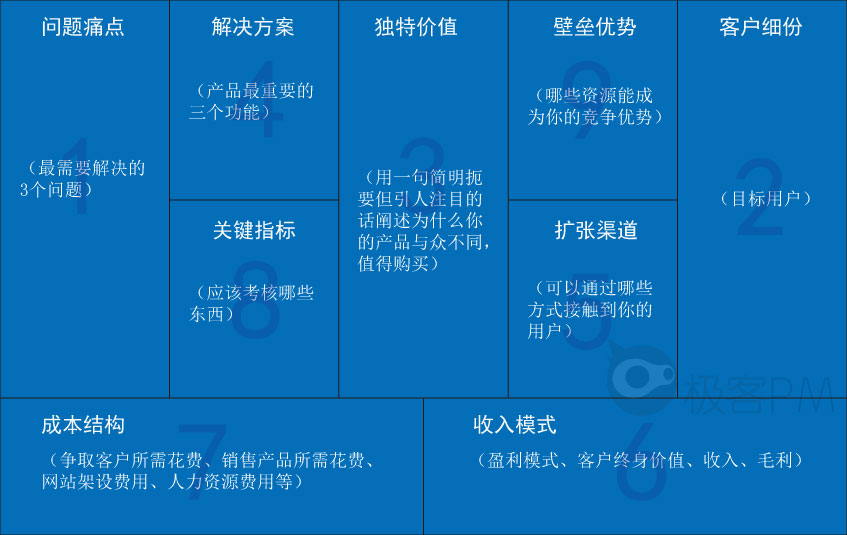 问题痛点
1
（最需要解决的
3个问题）
解决方案
4
（产品最重要的
三个功能）
关键指标
8
（应该考核哪些
东西）
独特价值
3
（用一句简明扼
要但引人注目的
话阐述为什么你
的产品与众不同，
值得购买）
壁垒优势
9
（哪些资源能成
为你的竞争优势）
扩张渠道
5
（可以通过哪些
方式接触到你的
用户）
客户细份
2
（目标用户）
极客PM
成本结构
7
（争取客户所需花费、销售产品所需花费、
网站架设费用、人力资源费用等）
收入模式
6
（盈利模式、客户终身价值、收入、毛利）